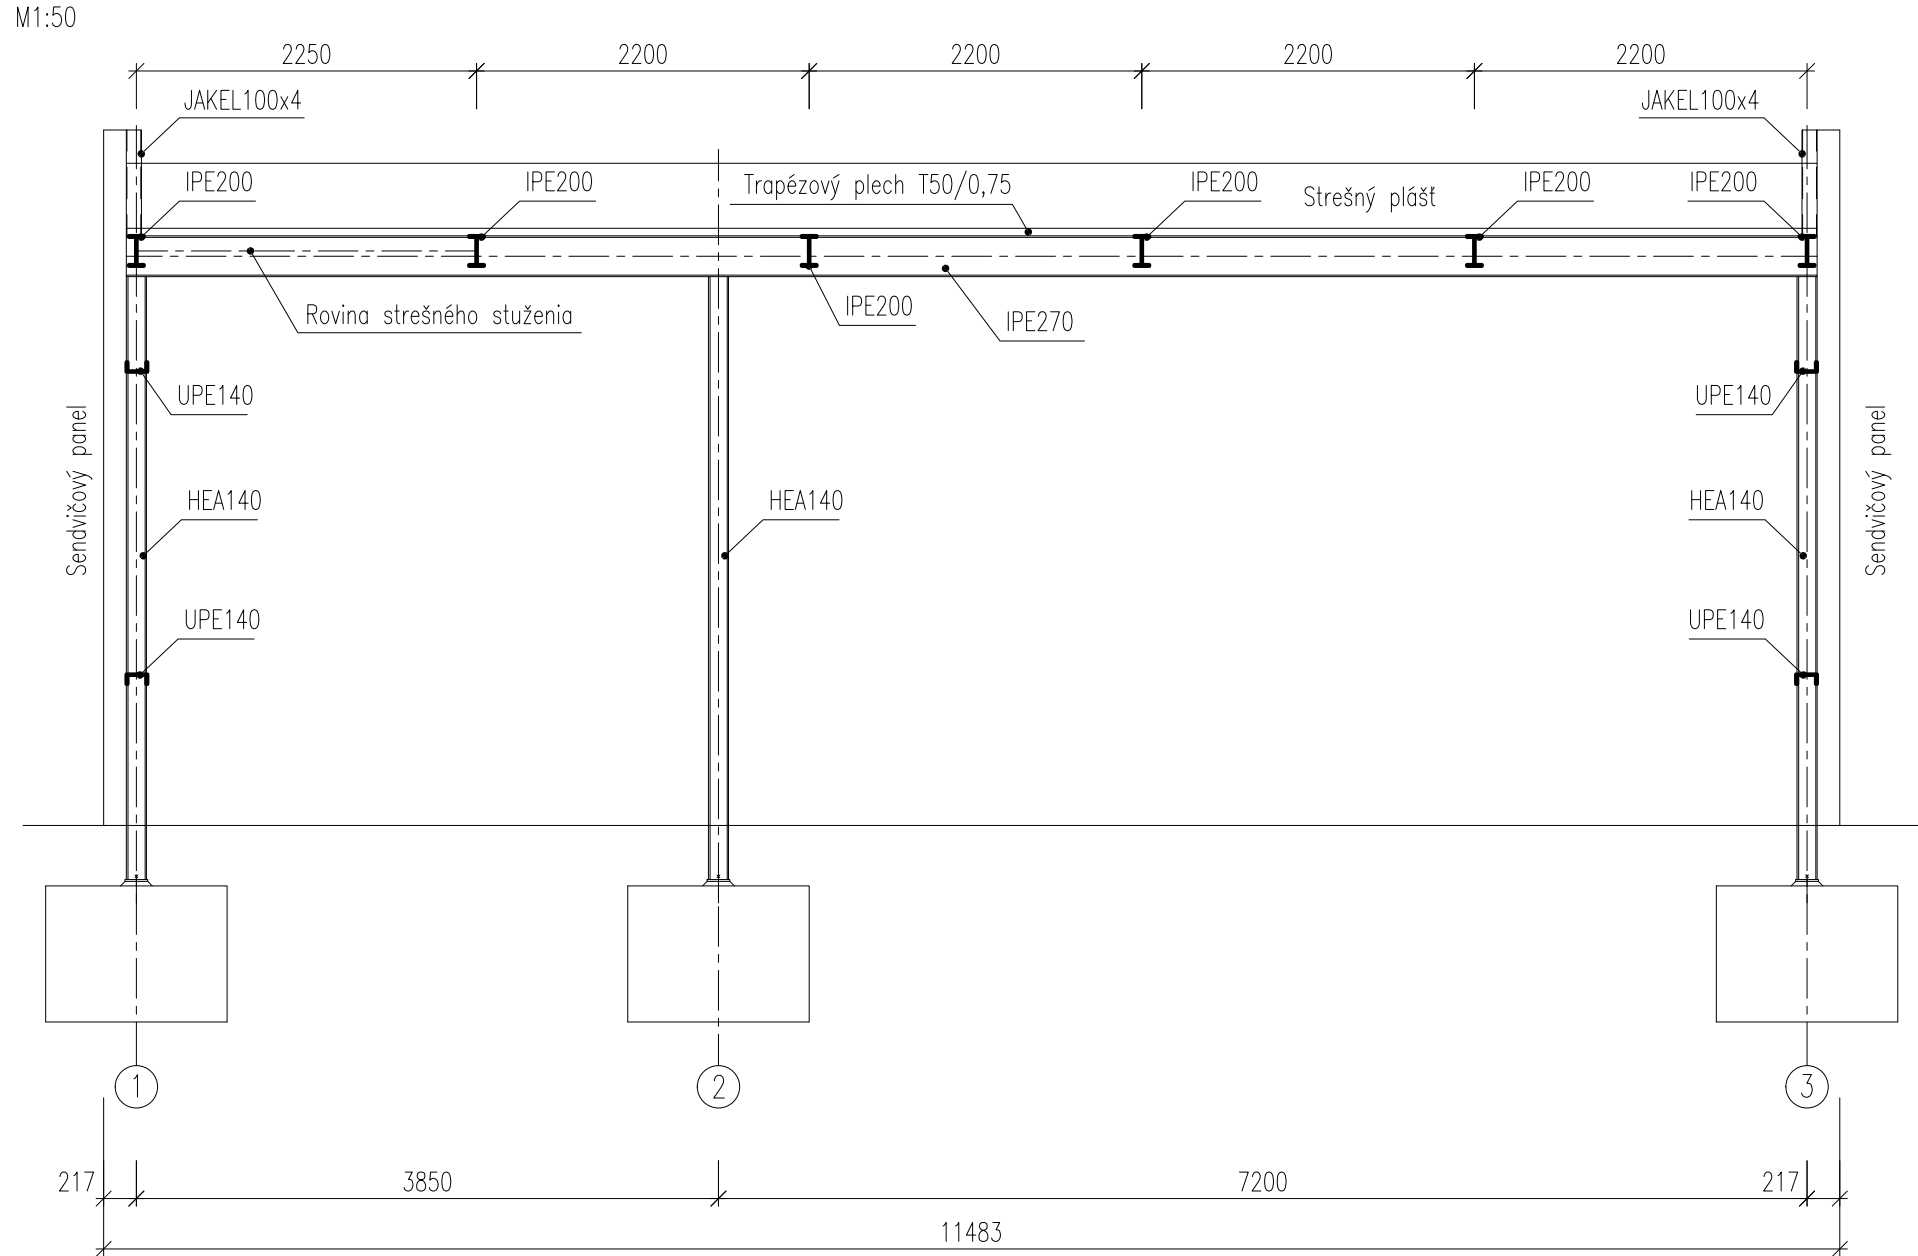 M1:50
2250
2200
2200
2200
2200
JAKEL100x4
JAKEL100x4
IPE200
IPE200
Trapézový plech T50/0,75
IPE200
Strešný plášť
IPE200
IPE200
Rovina strešného stuženia
IPE200
IPE270
UPE140
UPE140
Sendvičový panel
Sendvičový panel
HEA140
HEA140
HEA140
UPE140
UPE140
1
2
3
217
3850
7200
217
11483